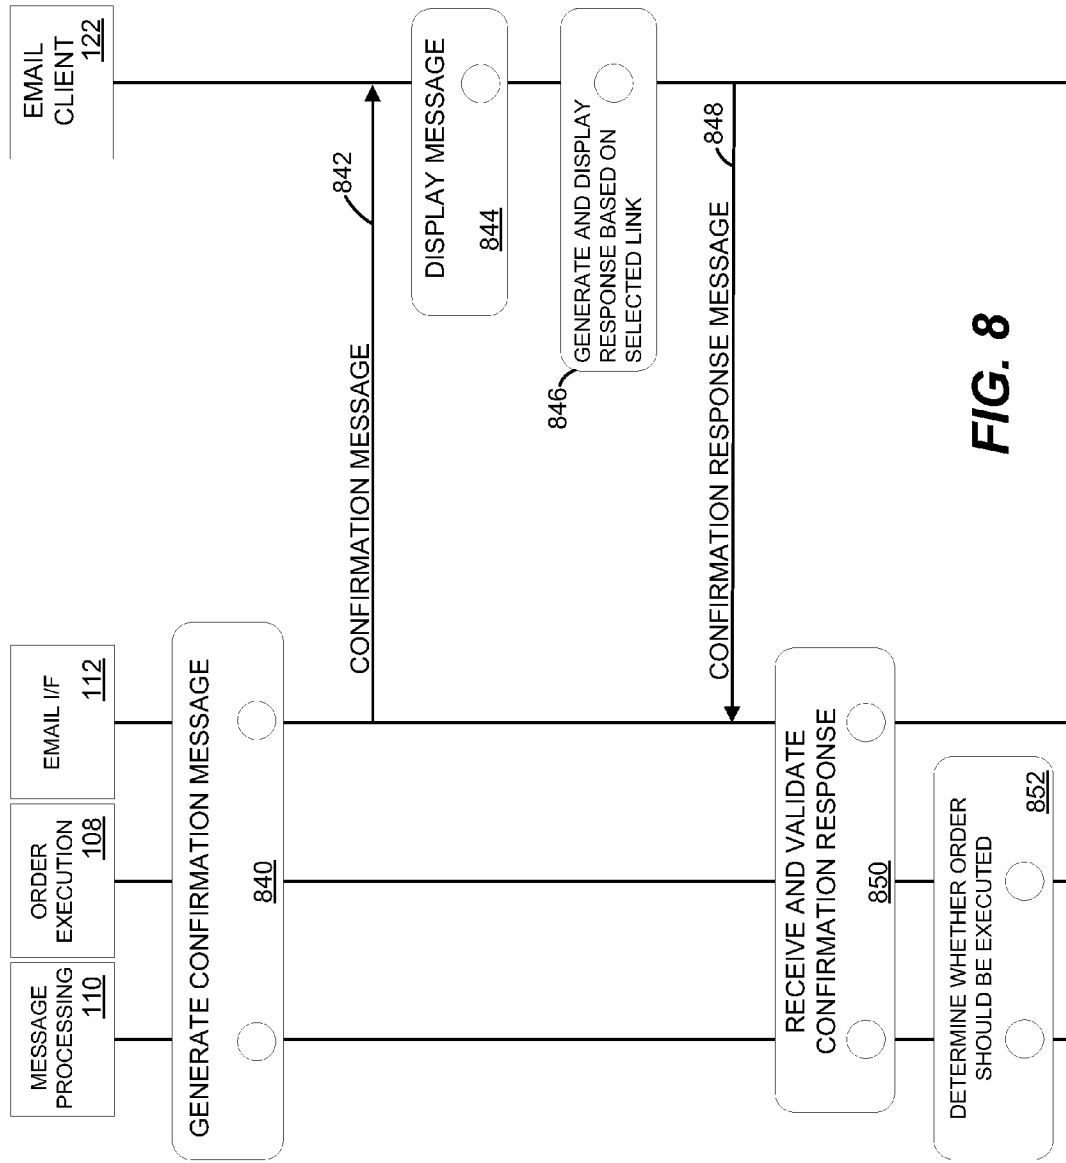 MESSAGE
PROCESSING
110
ORDER
EXECUTION
108
EMAIL I/F
112
EMAIL
CLIENT
122
GENERATE CONFIRMATION MESSAGE
840
CONFIRMATION MESSAGE
842
DISPLAY MESSAGE
844
846
GENERATE AND DISPLAY
RESPONSE BASED ON
SELECTED LINK
CONFIRMATION RESPONSE MESSAGE
848
RECEIVE AND VALIDATE
CONFIRMATION RESPONSE
850
DETERMINE WHETHER ORDER
SHOULD BE EXECUTED
852
FIG. 8